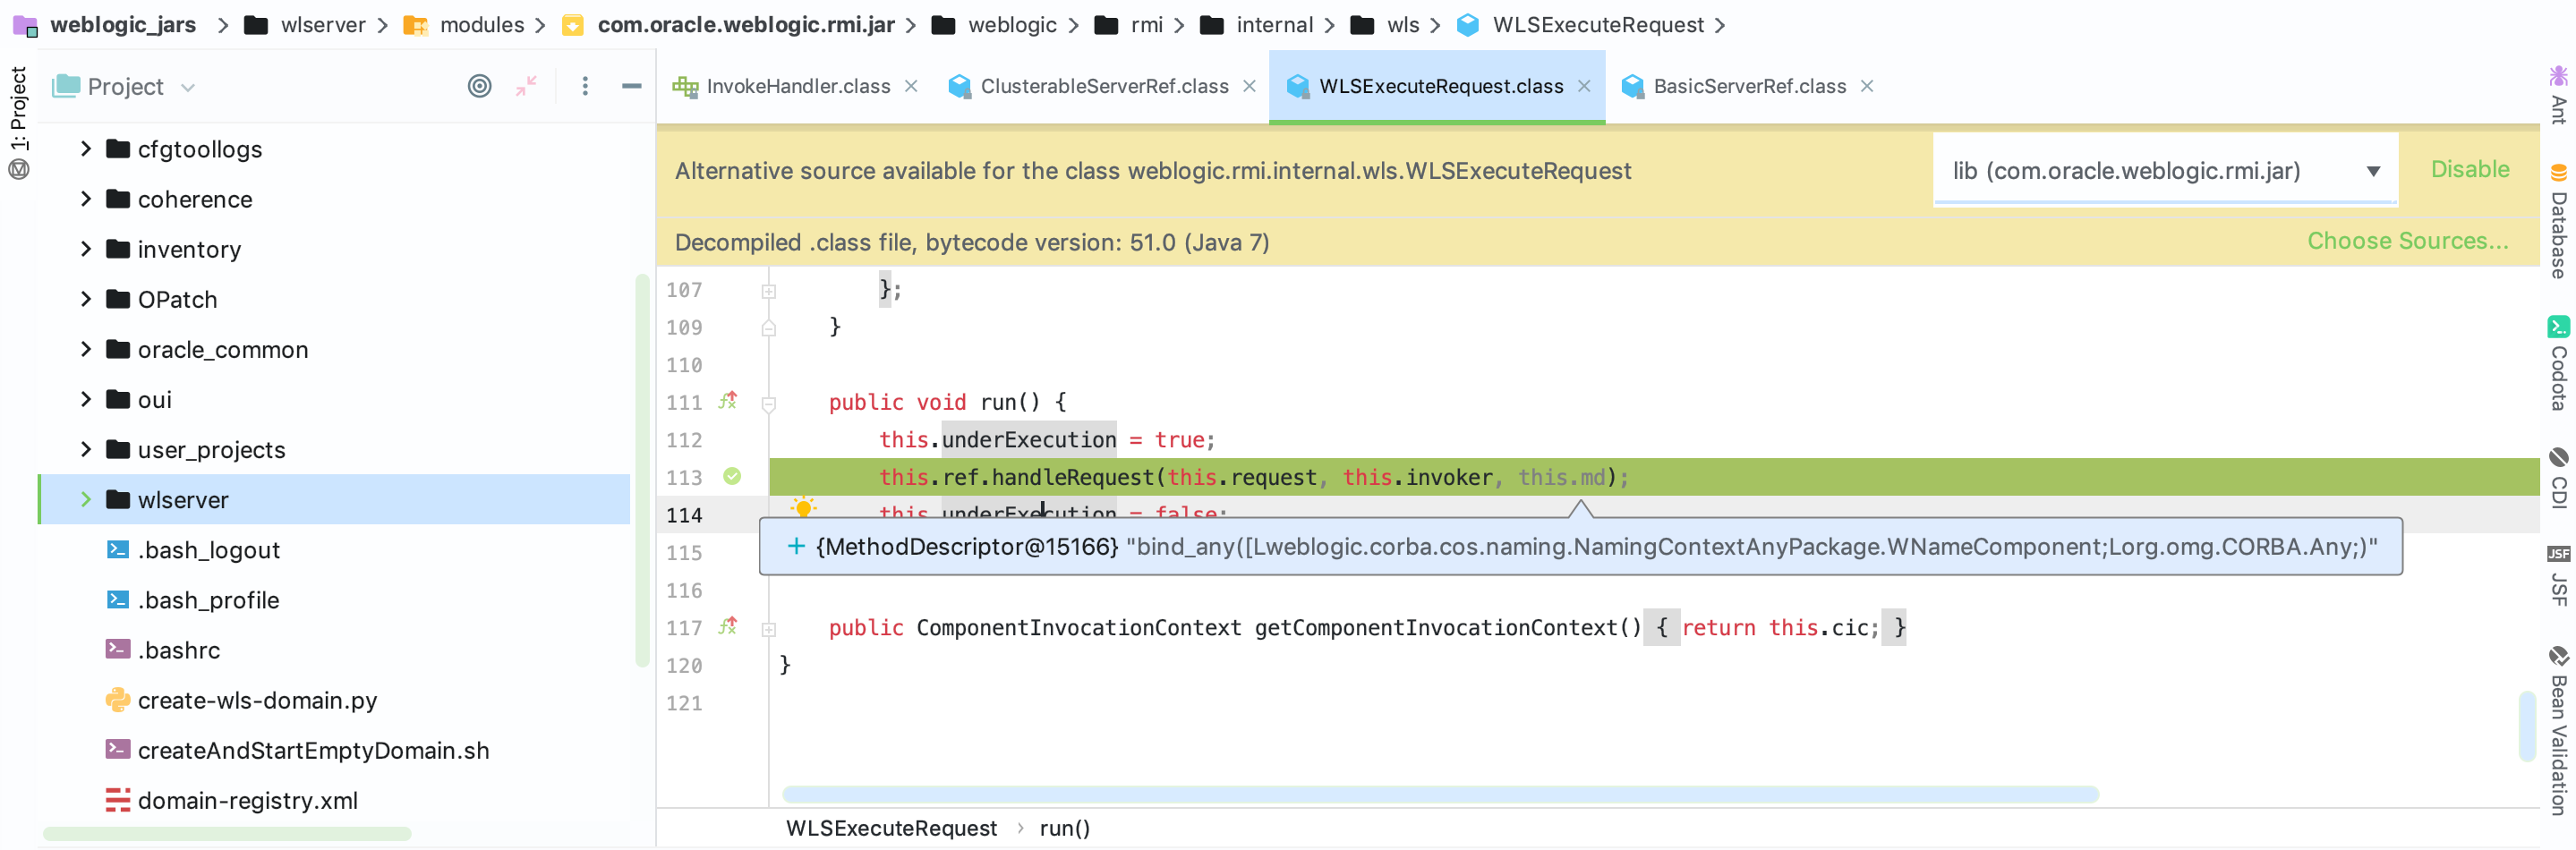 weblogic_jars > wlserver > modules > com.oracle.weblogic.rmi.jar > weblogic > rmi > internal > wls > WLSExecuteRequest >
1: Project
Project
cfgtoollogs
coherence
inventory
OPatch
oracle_common
oui
user_projects
wlserver
.bash_logout
.bash_profile
.bashrc
create-wls-domain.py
createAndStartEmptyDomain.sh
domain-registry.xml
InvokeHandler.class ClusterableServerRef.class WLSExecuteRequest.class BasicServerRef.class
Alternative source available for the class weblogic.rmi.internal.wls.WLSExecuteRequest lib (com.oracle.weblogic.rmi.jar) Disable
Decompiled .class file, bytecode version: 51.0 (Java 7) Choose Sources...
107 };
109 }
110
111 public void run() {
112 this.underExecution = true;
113 this.ref.handleRequest(this.request, this.invoker, this.md);
114 this.underExecution = false;
115 + {MethodDescriptor@15166} "bind_any([Lweblogic.corba.cos.naming.NamingContextAnyPackage.WNameComponent;Lorg.omg.CORBA.Any;)"
116
117 public ComponentInvocationContext getComponentInvocationContext() { return this.cic; }
120 }
121
WLSExecuteRequest > run()
Ant
Database
Codota
CDI
JSF JSF
Bean Validation